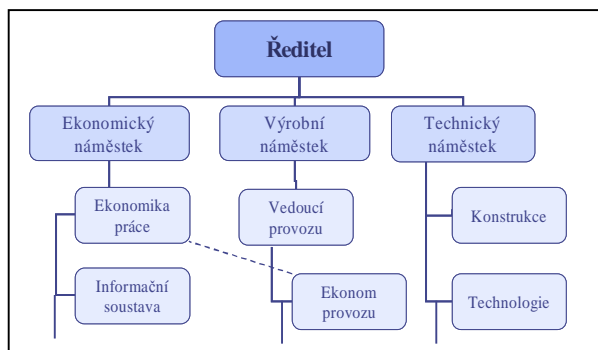 Ředitel
Ekonomický
náměstek
Výrobní
náměstek
Technický
náměstek
Ekonomika
práce
Vedoucí
provozu
Konstrukce
Informační
soustava
Ekonom
provozu
Technologie